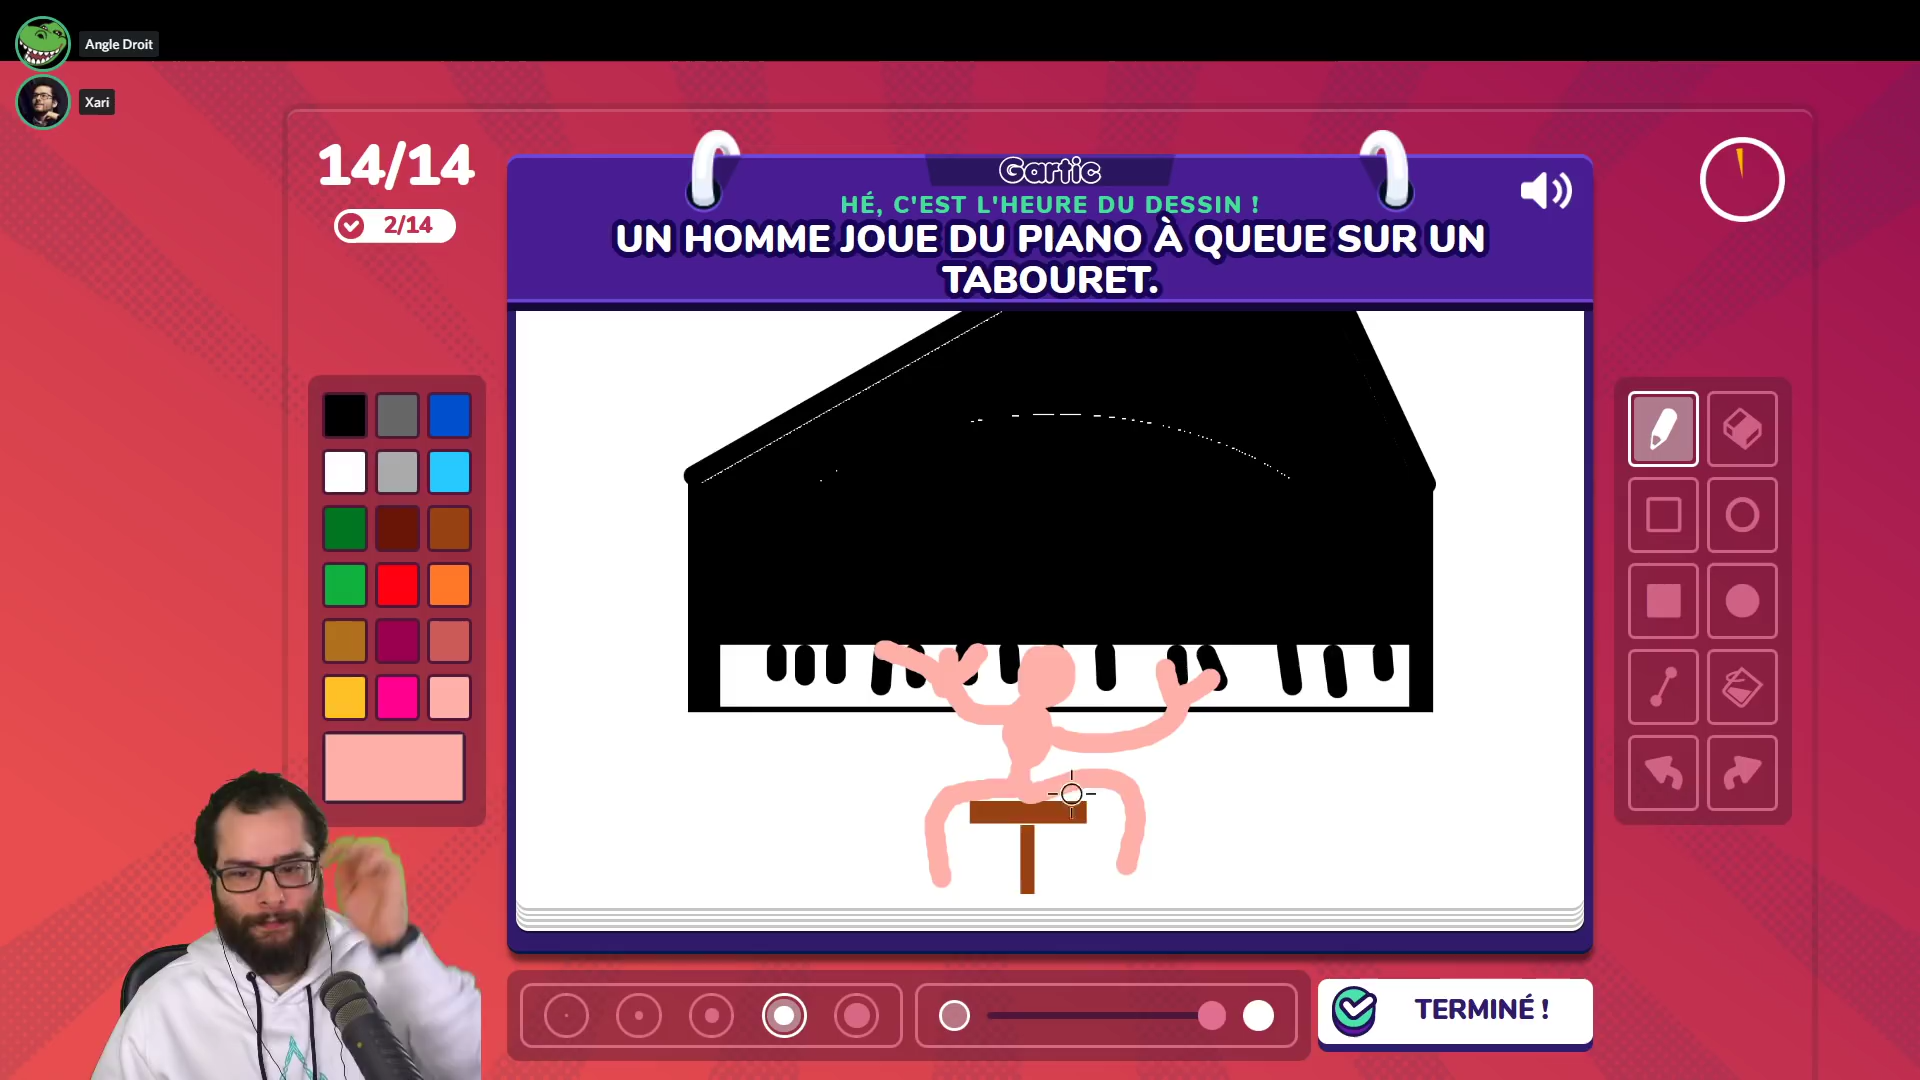 Angle Droit
Xari
14/14
2/14
Gartic
HÉ, C'EST L'HEURE DU DESSIN !
UN HOMME JOUE DU PIANO À QUEUE SUR UN
TABOURET.
TERMINÉ !